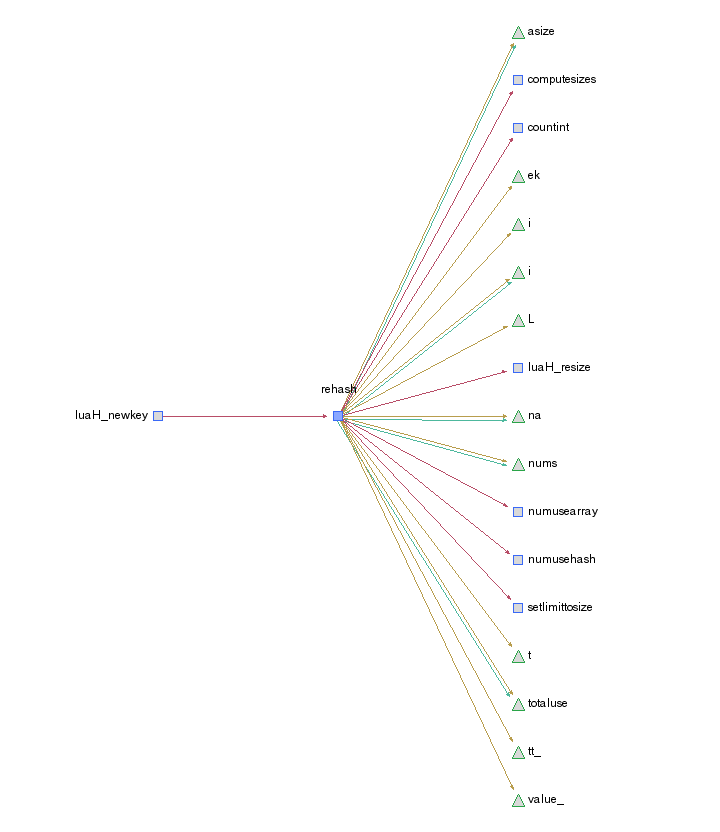 asize
computesizes
countint
ek
i
i
L
luaH_resize
rehash
luaH_newkey
na
nums
numusearray
numusehash
setlimittosize
t
totaluse
tt_
value_